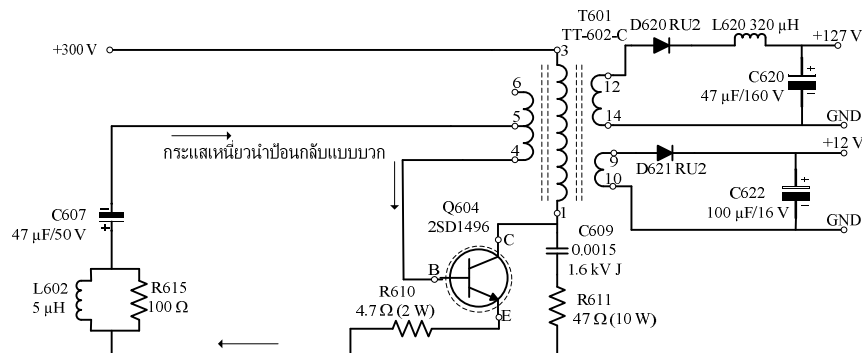 T601
TT-602-C
D620 RU2
L620 320 µH
+127 V
+300 V
3
6
12
C620
47 µF/160 V
5
14
GND
กระแสเหนี่ยวนำป้อนกลับแบบบวก
4
9
D621 RU2
+12 V
10
C607
47 µF/50 V
Q604
2SD1496
1
C622
100 µF/16 V
GND
C
C609
0.0015
1.6 kV J
B
L602
5 µH
R615
100 Ω
R610
4.7 Ω (2 W)
E
R611
47 Ω (10 W)